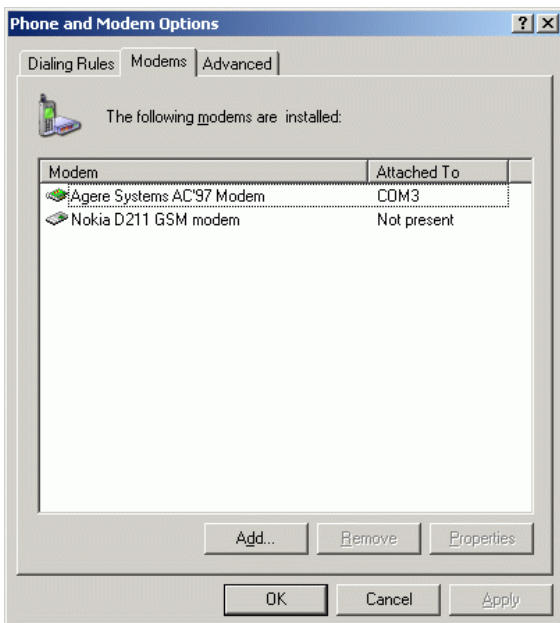 Phone and Modem Options
Dialing Rules Modems Advanced
The following modems are installed:
Modem Attached To
Agere Systems AC'97 Modem COM3
Nokia D211 GSM modem Not present
Add... Remove Properties
OK Cancel Apply